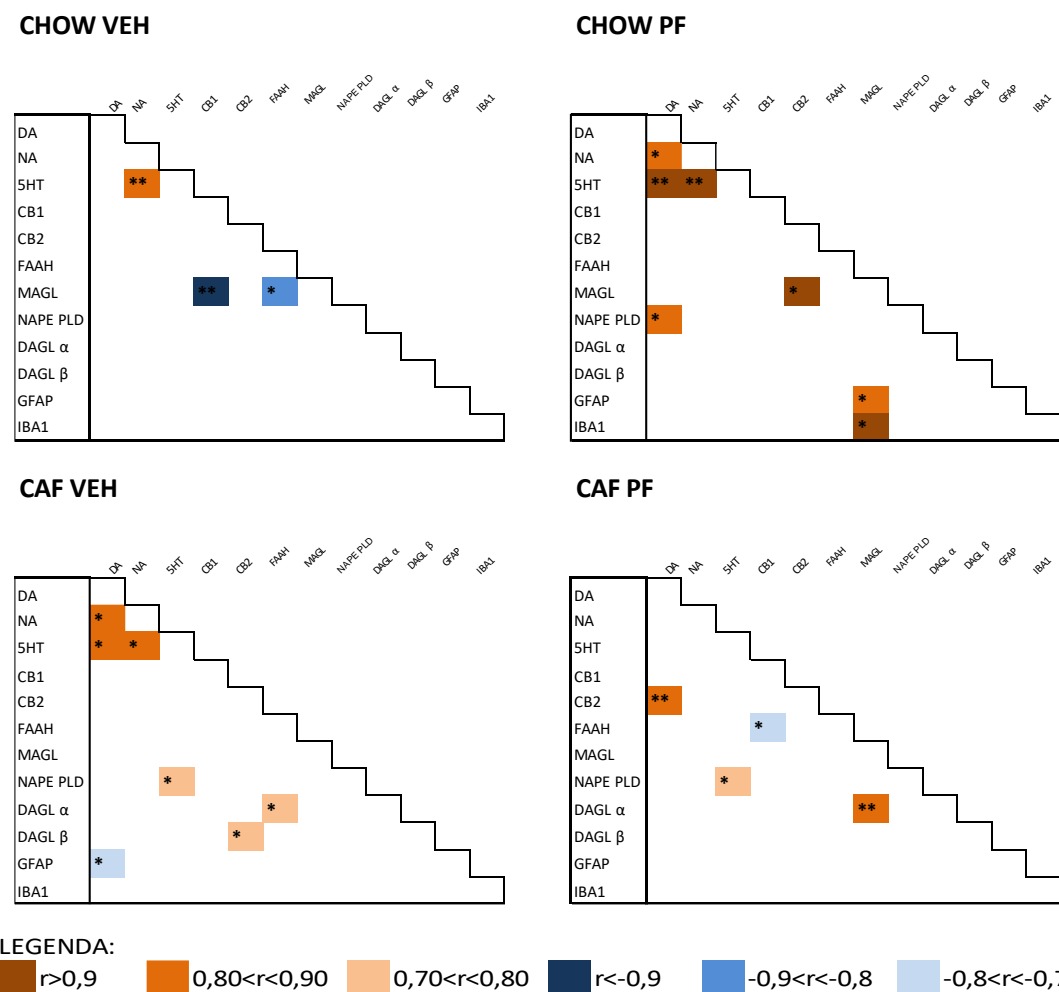 CHOW VEH
CHOW PF
DA NA 5HT CB1 CB2 FAAH MAGL NAPE PLD DAGL α DAGL β GFAP IBA1
DA NA 5HT CB1 CB2 FAAH MAGL NAPE PLD DAGL α DAGL β GFAP IBA1
DA
NA
5HT **
CB1
CB2
FAAH
MAGL ** *
NAPE PLD
DAGL α
DAGL β
GFAP
IBA1
DA
NA *
5HT ** **
CB1
CB2
FAAH
MAGL *
NAPE PLD *
DAGL α
DAGL β
GFAP *
IBA1 *
CAF VEH
CAF PF
DA NA 5HT CB1 CB2 FAAH MAGL NAPE PLD DAGL α DAGL β GFAP IBA1
DA NA 5HT CB1 CB2 FAAH MAGL NAPE PLD DAGL α DAGL β GFAP IBA1
DA
NA *
5HT * *
CB1
CB2
FAAH
MAGL
NAPE PLD *
DAGL α *
DAGL β *
GFAP *
IBA1
DA
NA
5HT
CB1
CB2 **
FAAH *
MAGL
NAPE PLD *
DAGL α **
DAGL β
GFAP
IBA1
LEGENDA:
r>0,9 0,80<r<0,90 0,70<r<0,80 r<-0,9 -0,9<r<-0,8